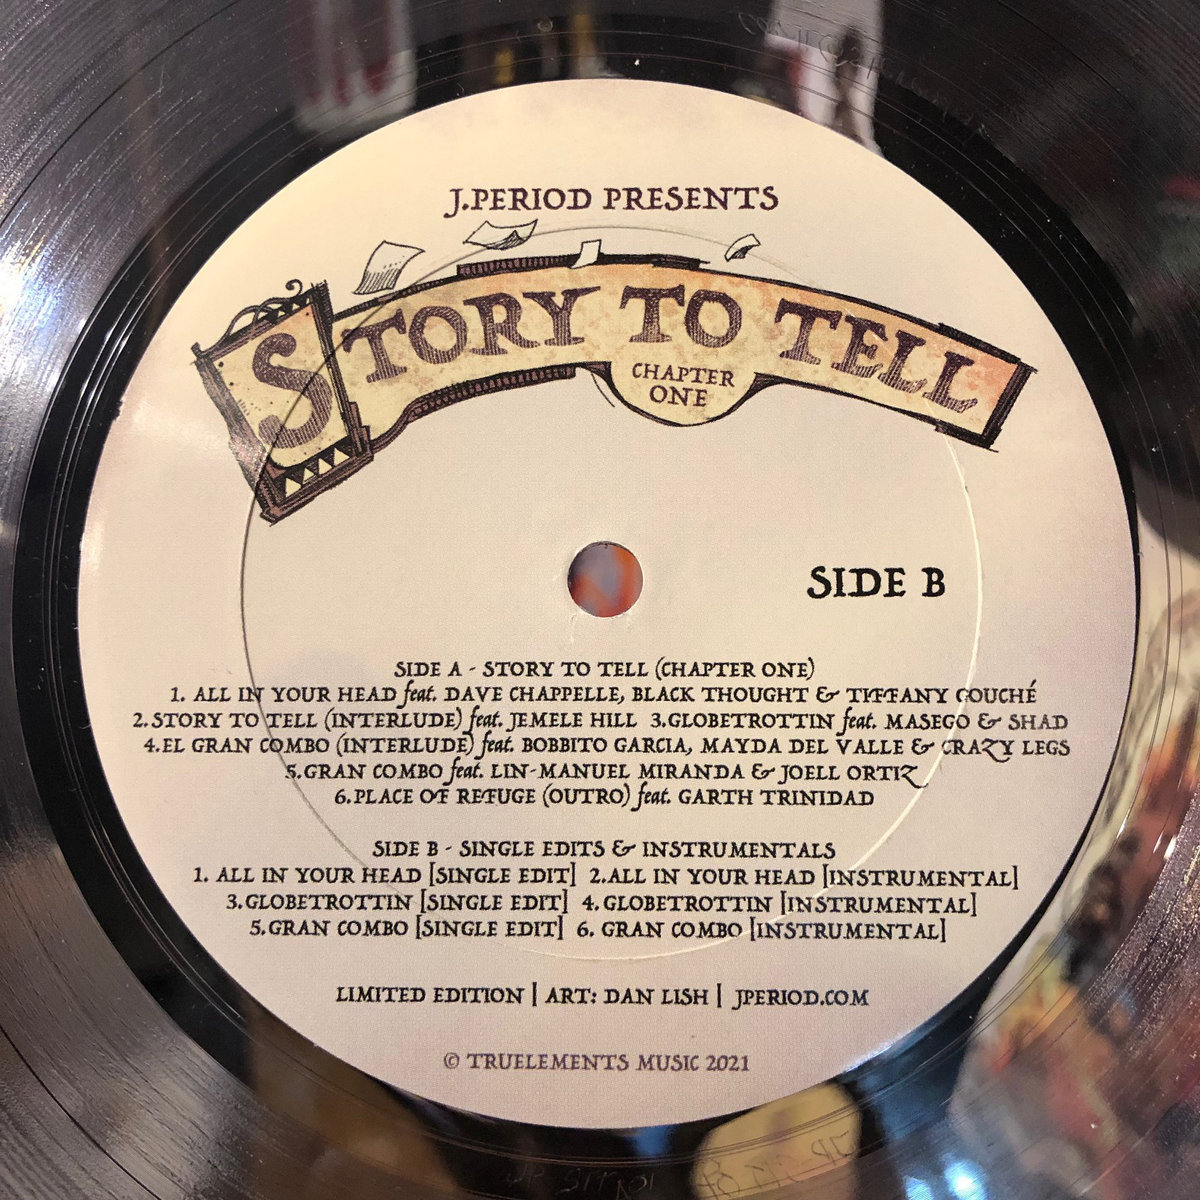 J.PERIOD PRESENTS
STORY TO TELL
CHAPTER
ONE
SIDE B
SIDE A - STORY TO TELL (CHAPTER ONE)
1. ALL IN YOUR HEAD feat. DAVE CHAPPELLE, BLACK THOUGHT & TIFFANY GOUCHÉ
2.STORY TO TELL (INTERLUDE) feat. JEMELE HILL 3.GLOBETROTTIN feat. MASEGO & SHAD
4.EL GRAN COMBO (INTERLUDE) feat. BOBBITO GARCIA, MAYDA DEL VALLE & CRAZY LEGS
5.GRAN COMBO feat. LIN-MANUEL MIRANDA & JOELL ORTIZ
6.PLACE OF REFUGE (OUTRO) feat. GARTH TRINIDAD
SIDE B - SINGLE EDITS & INSTRUMENTALS
1. ALL IN YOUR HEAD [SINGLE EDIT] 2.ALL IN YOUR HEAD [INSTRUMENTAL]
3.GLOBETROTTIN [SINGLE EDIT] 4.GLOBETROTTIN [INSTRUMENTAL]
5.GRAN COMBO [SINGLE EDIT] 6. GRAN COMBO [INSTRUMENTAL]
LIMITED EDITION | ART: DAN LISH | JPERIOD.COM
© TRUELEMENTS MUSIC 2021